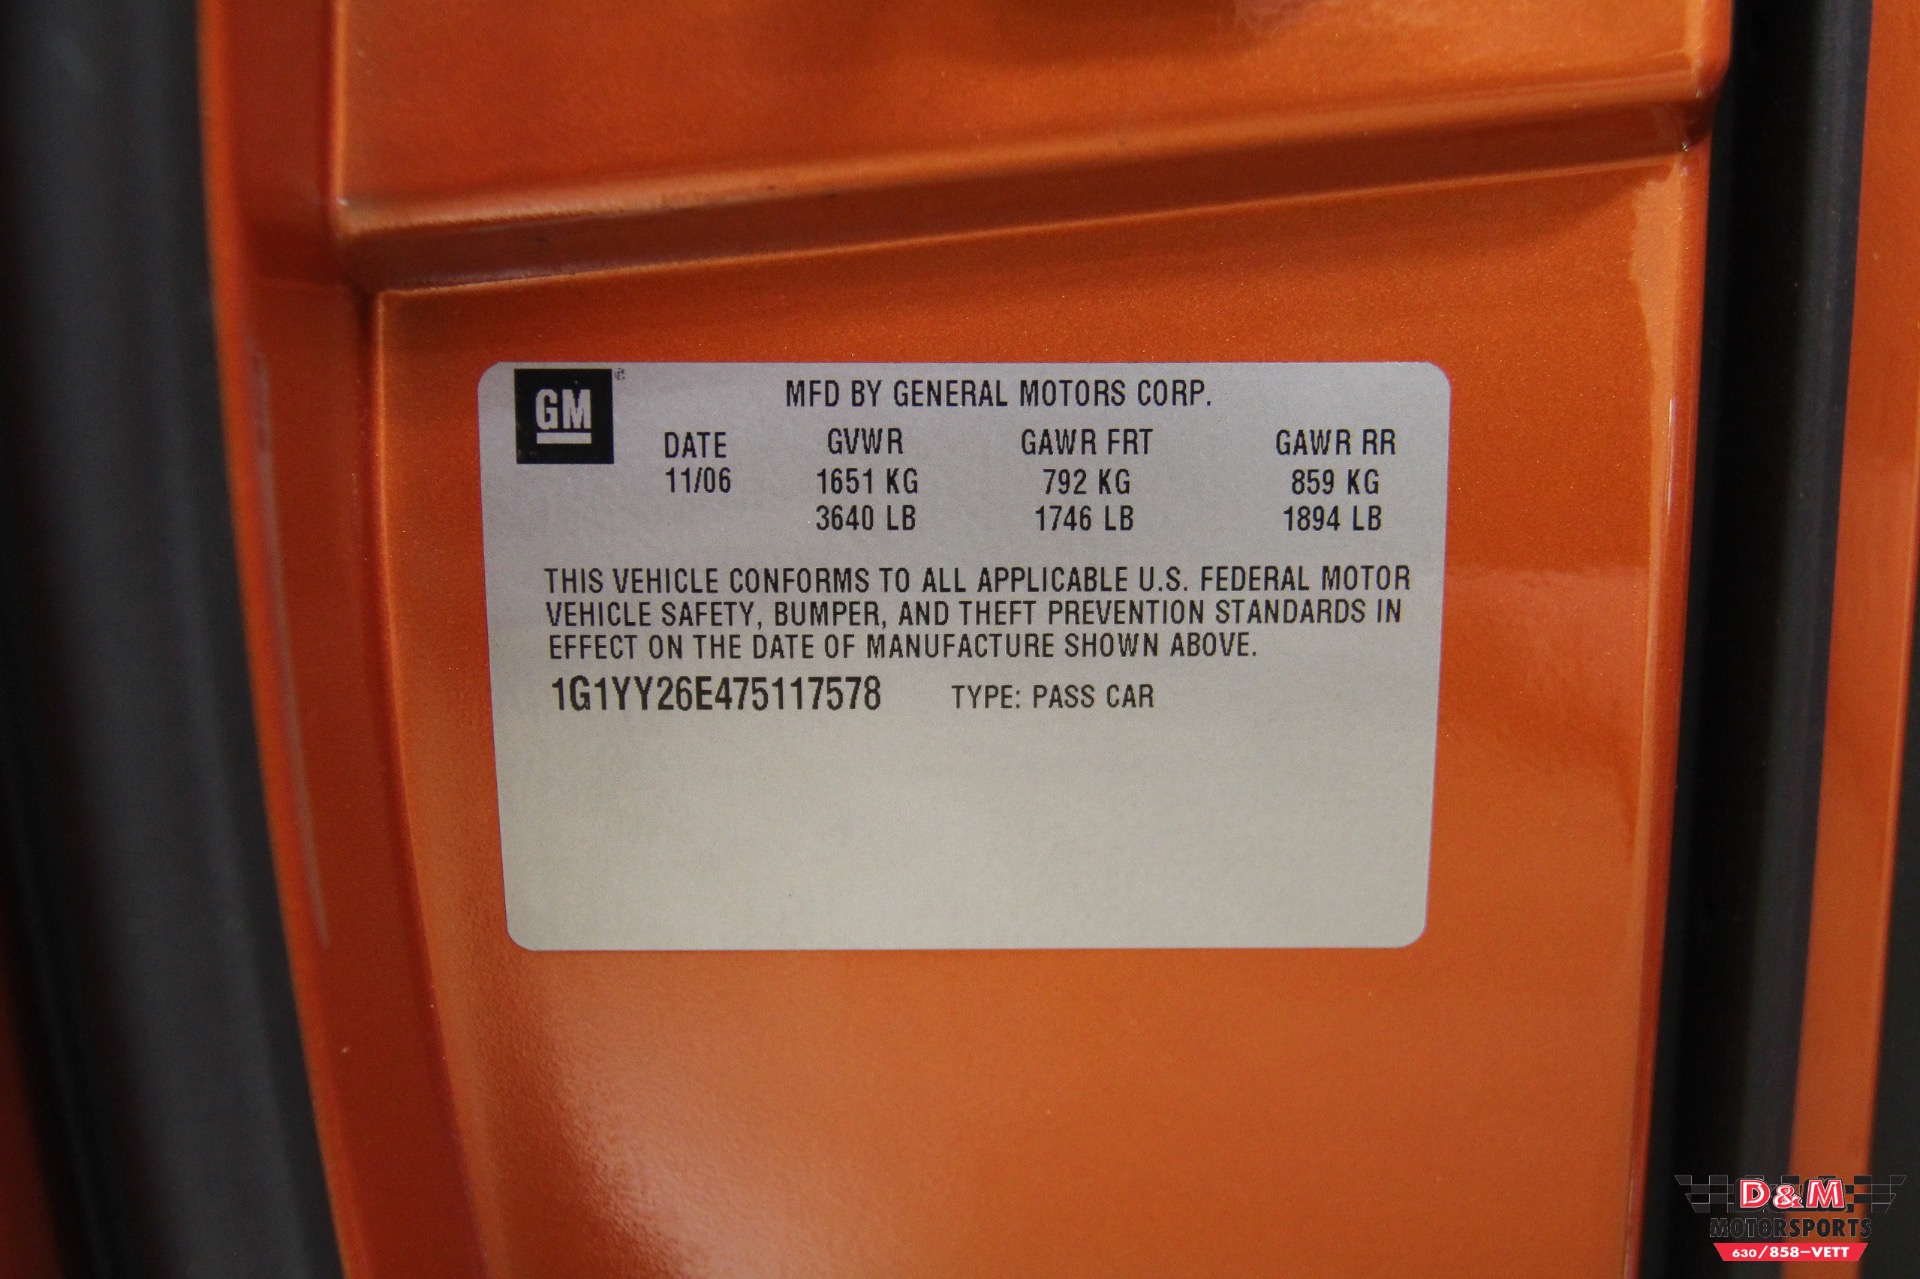 GM
MFD BY GENERAL MOTORS CORP.
DATE GVWR GAWR FRT GAWR RR
11/06 1651 KG 792 KG 859 KG
3640 LB 1746 LB 1894 LB
THIS VEHICLE CONFORMS TO ALL APPLICABLE U.S. FEDERAL MOTOR
VEHICLE SAFETY, BUMPER, AND THEFT PREVENTION STANDARDS IN
EFFECT ON THE DATE OF MANUFACTURE SHOWN ABOVE.
1G1YY26E475117578 TYPE: PASS CAR
D&M
MOTORSPORTS
630/858-VETT